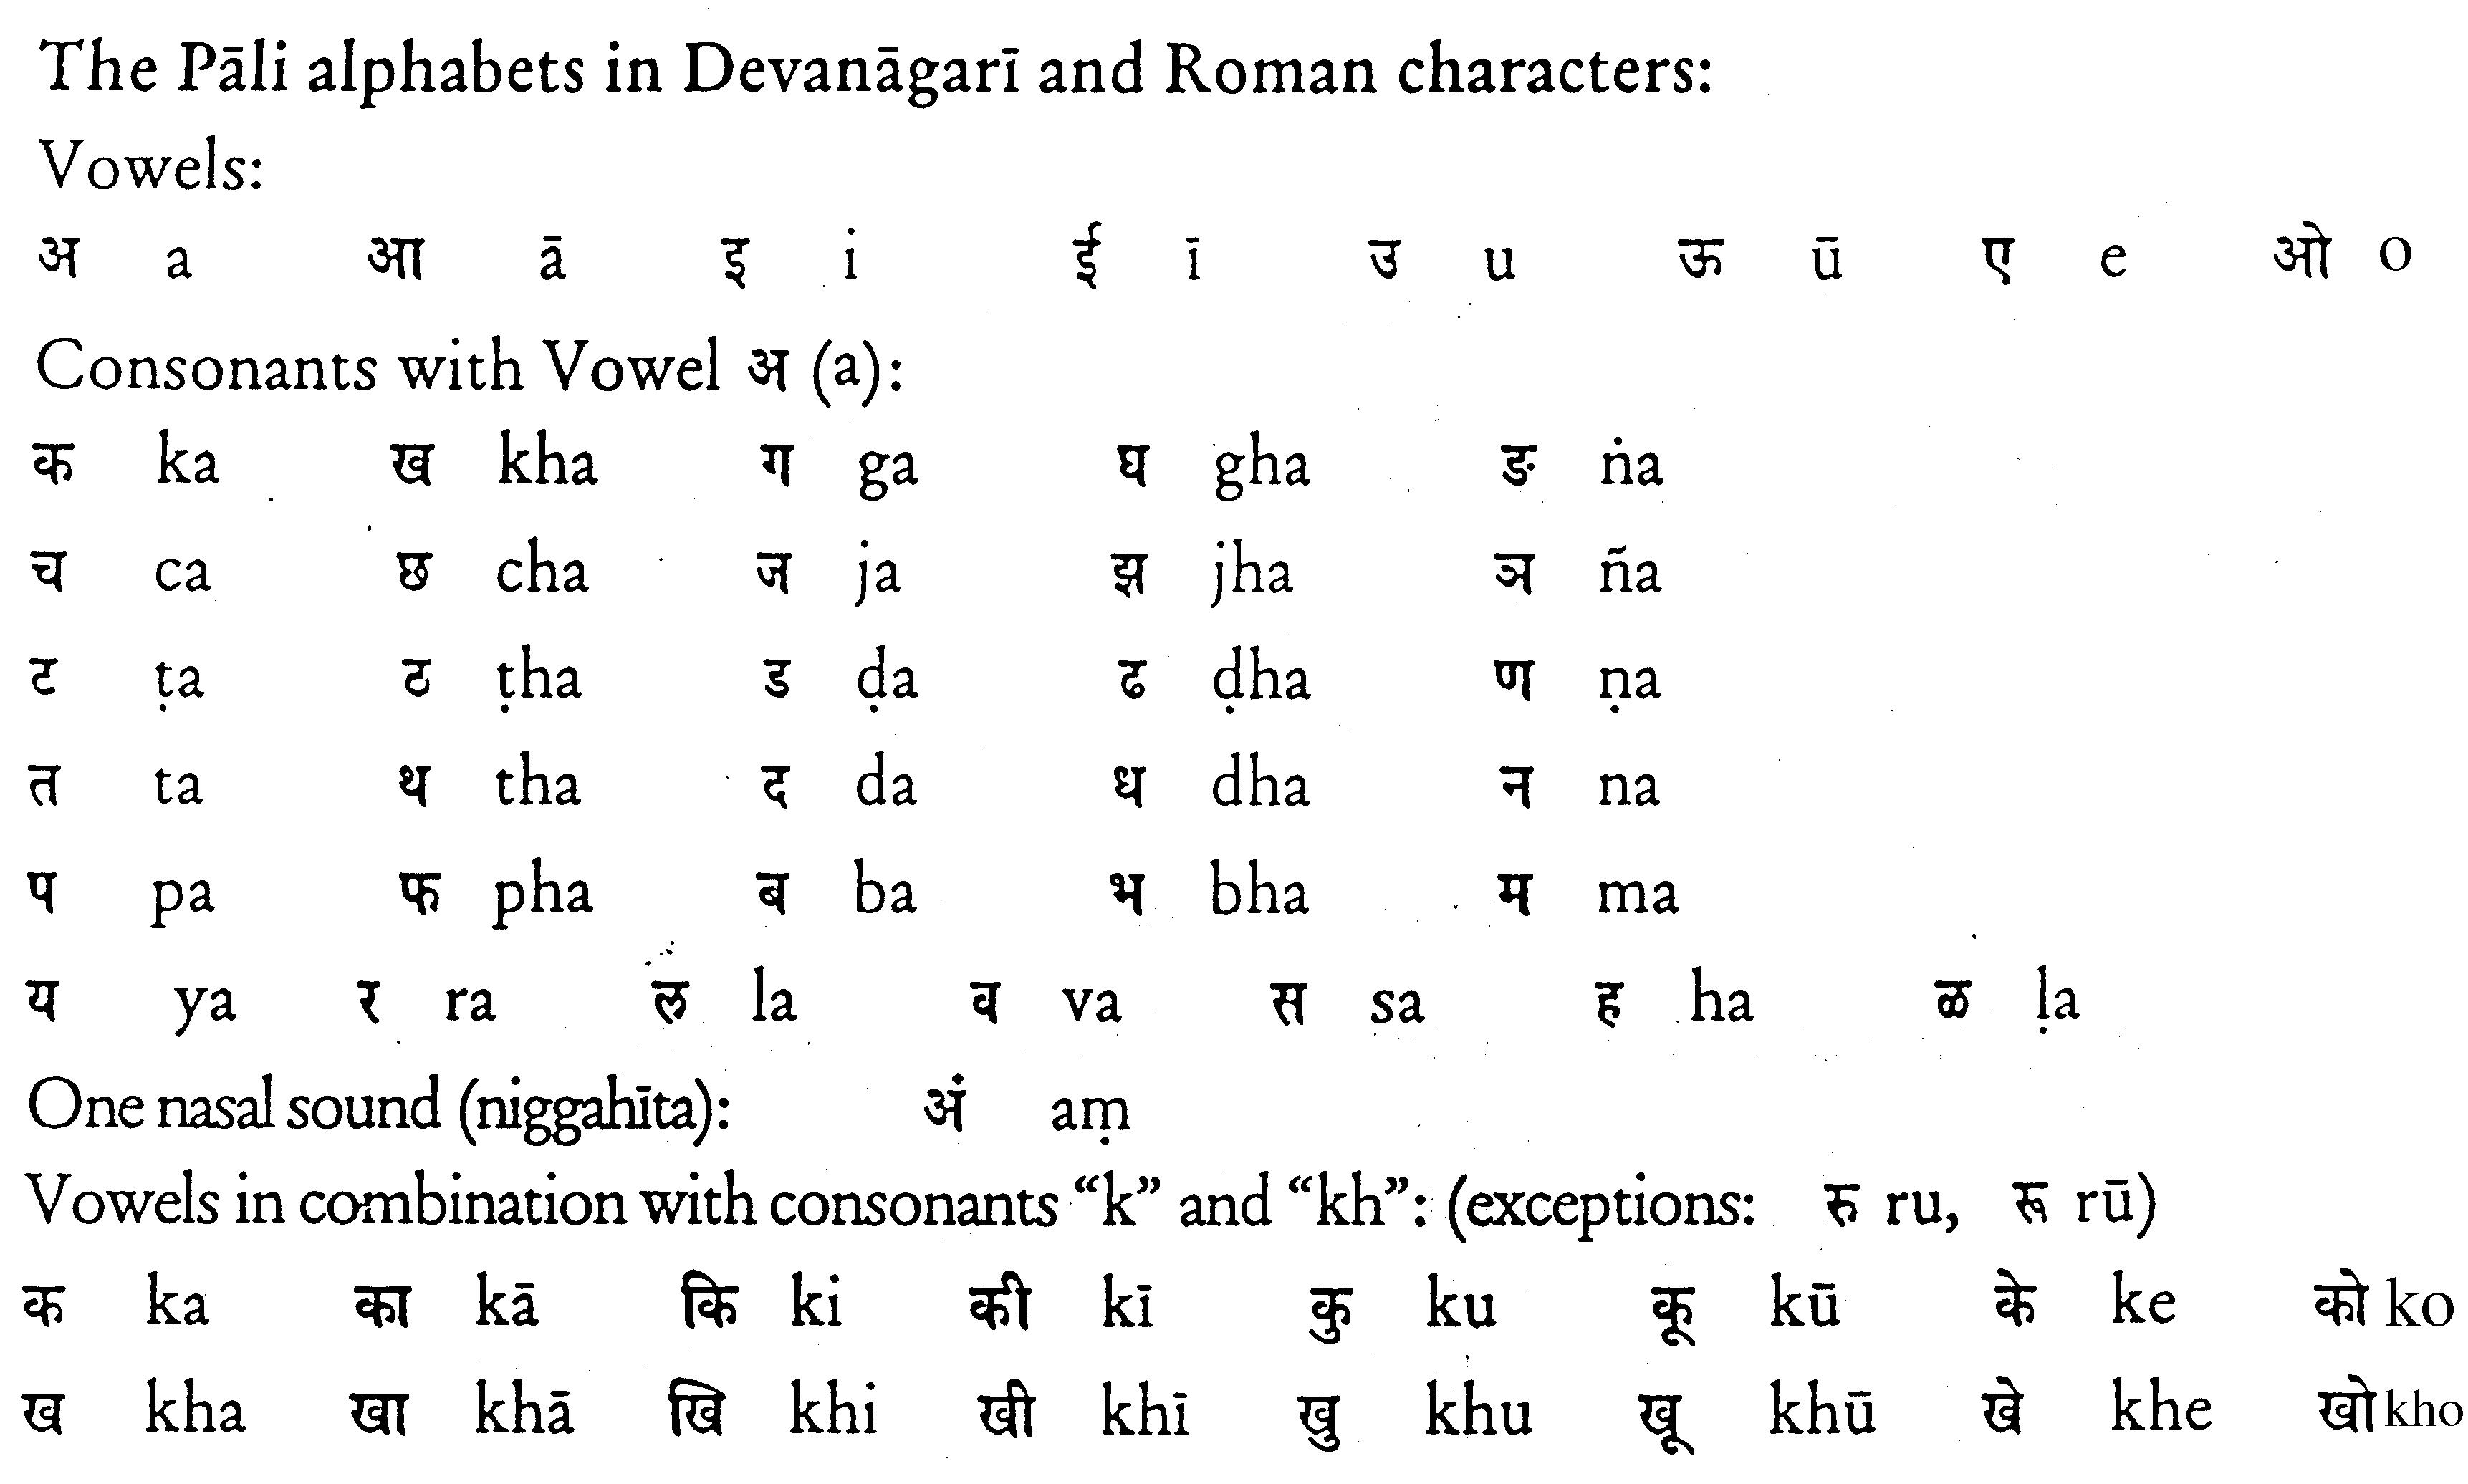 The Pāli alphabets in Devanāgarī and Roman characters:
Vowels:
अ a आ ā इ i ई ī उ u ऊ ū ए e ओ o
Consonants with Vowel अ (a):
क ka ख kha ग ga घ gha ङ ṅa
च ca छ cha ज ja झ jha ञ ña
ट ṭa ठ ṭha ड ḍa ढ ḍha ण ṇa
त ta थ tha द da ध dha न na
प pa फ pha ब ba भ bha म ma
य ya र ra ल la व va स sa ह ha ळ ḷa
One nasal sound (niggahīta): अं aṃ
Vowels in combination with consonants “k” and “kh”: (exceptions: रु ru, रू rū)
क ka का kā कि ki की kī कु ku कू kū के ke को ko
ख kha खा khā खि khi खी khī खु khu खू khū खे khe खो kho